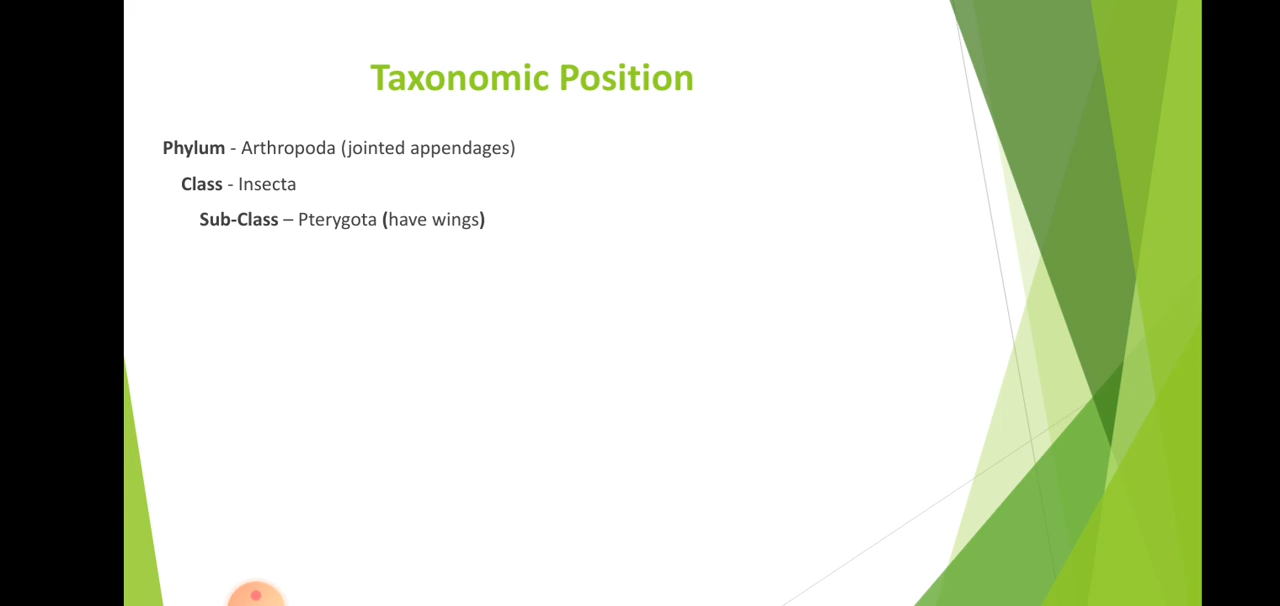 Taxonomic Position
Phylum - Arthropoda (jointed appendages)
Class - Insecta
Sub-Class – Pterygota (have wings)